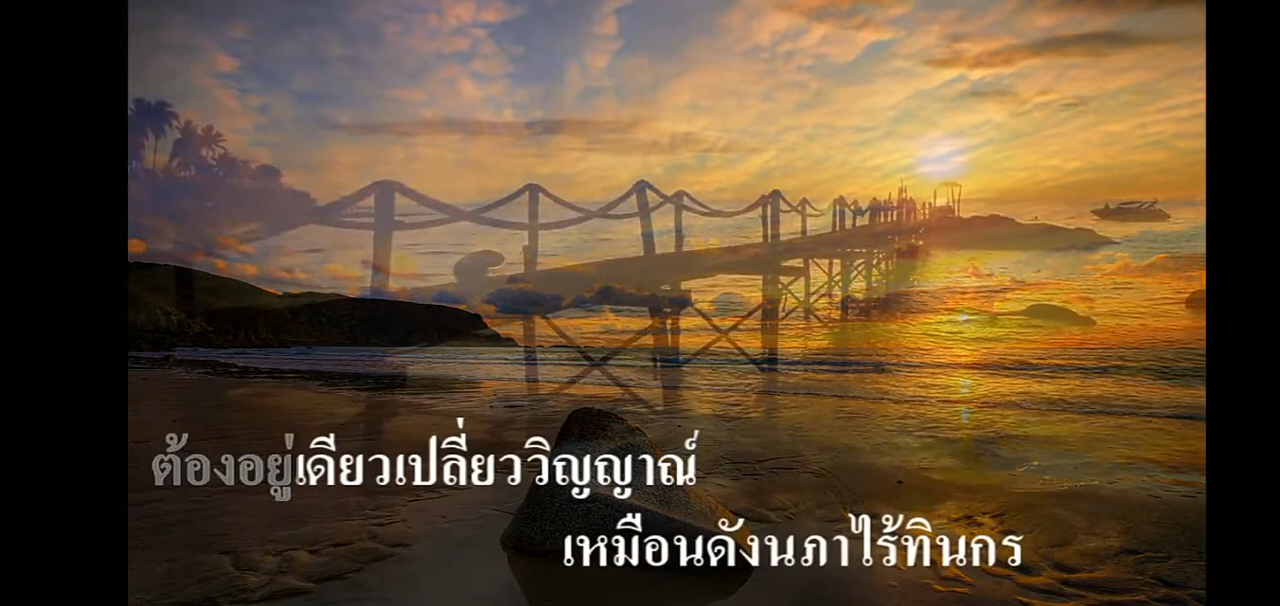 ต้องอยู่เดียวเปลี่ยววิญญาณ์
เหมือนดังนภาไร้ทินกร